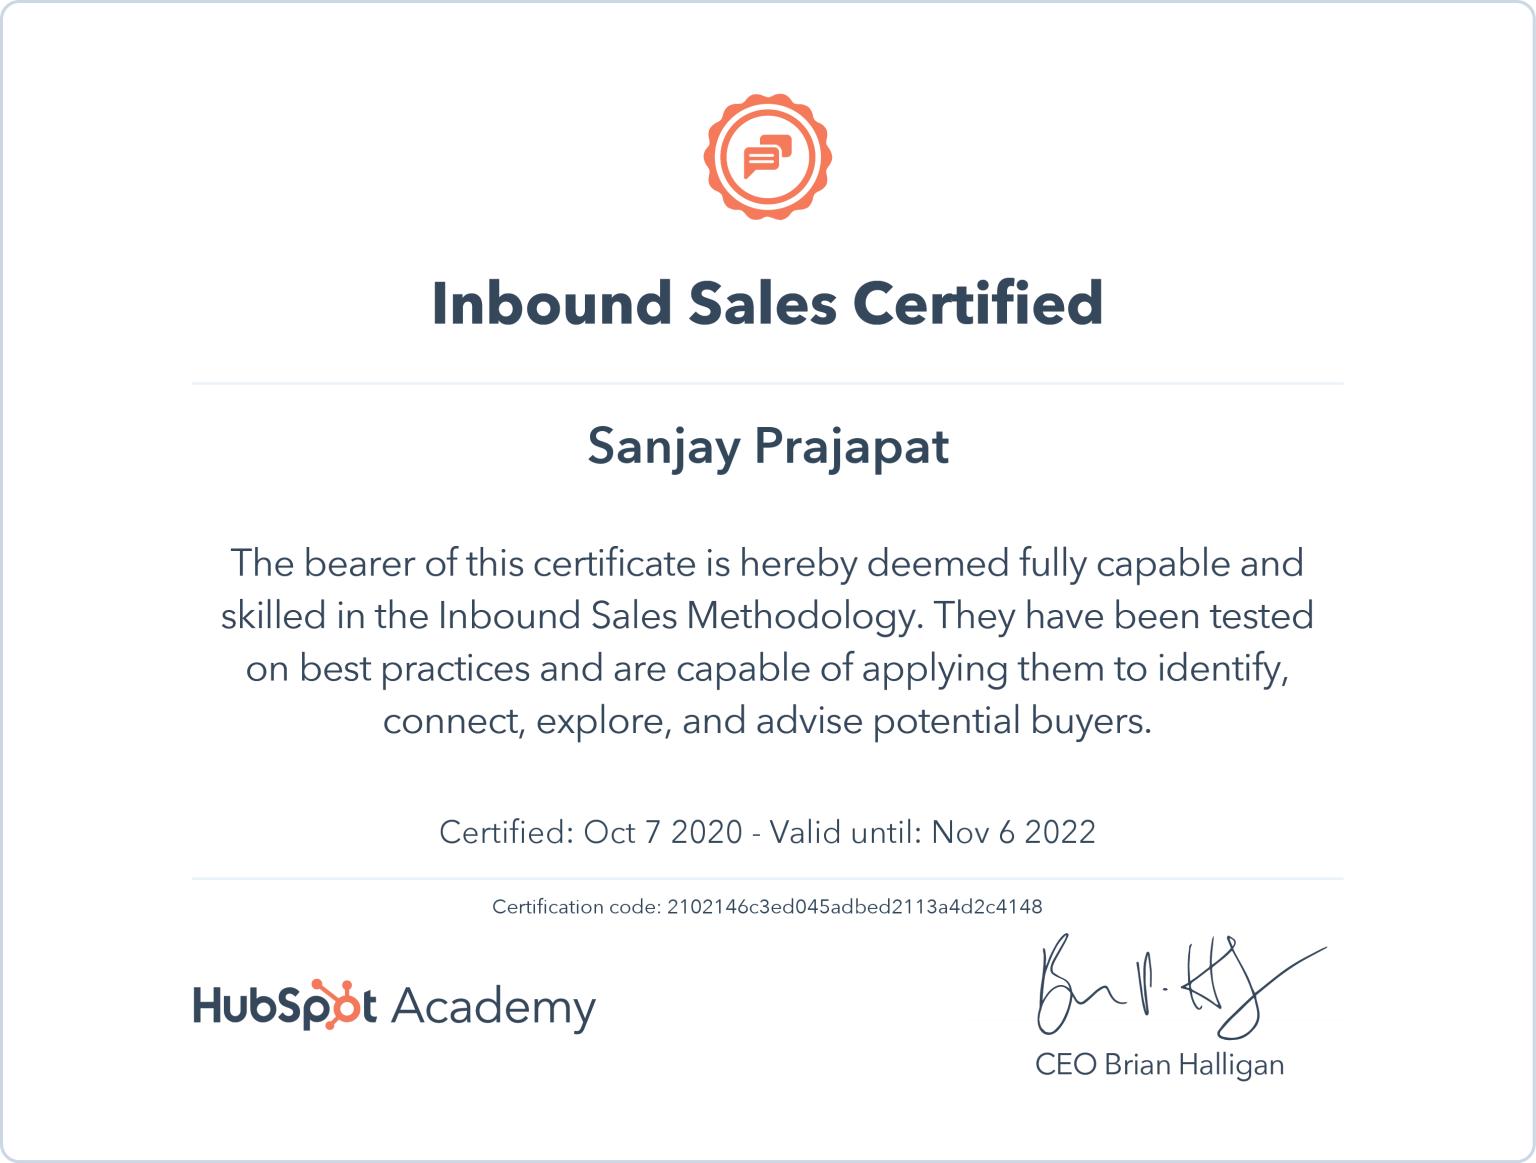 Inbound Sales Certified
Sanjay Prajapat
The bearer of this certificate is hereby deemed fully capable and
skilled in the Inbound Sales Methodology. They have been tested
on best practices and are capable of applying them to identify,
connect, explore, and advise potential buyers.
Certified: Oct 7 2020 - Valid until: Nov 6 2022
Certification code: 2102146c3ed045adbed2113a4d2c4148
HubSpot Academy
CEO Brian Halligan